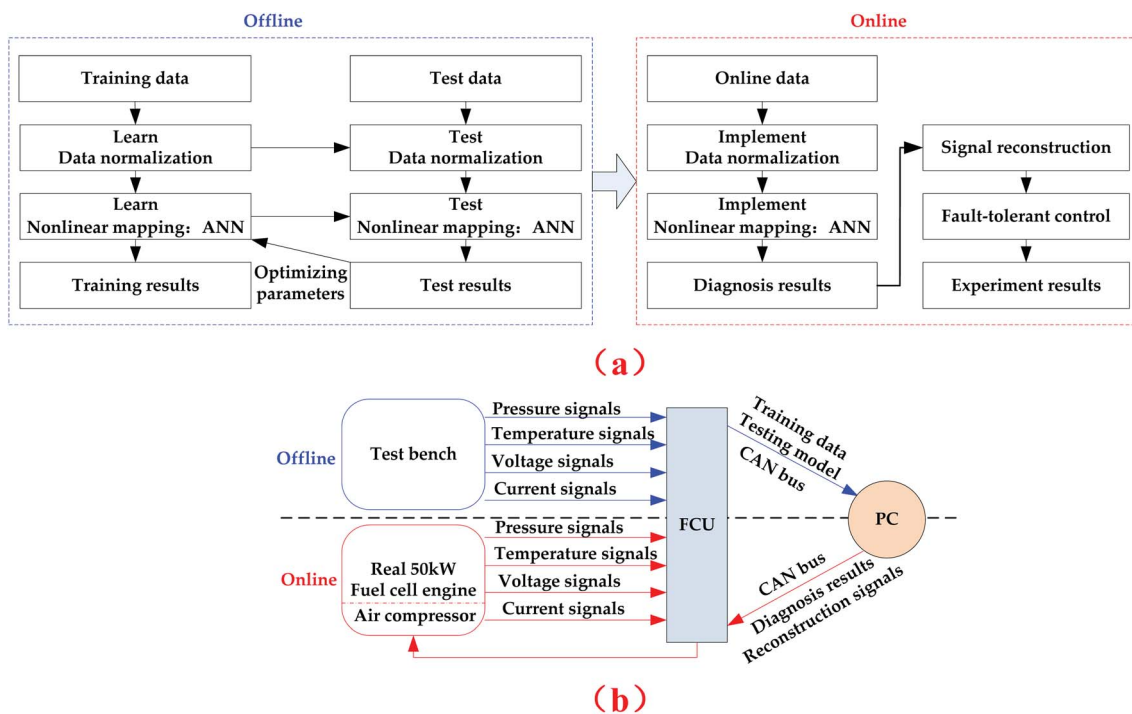 Offline
Online
Training data
Test data
Online data
Learn
Data normalization
Test
Data normalization
Implement
Data normalization
Signal reconstruction
Learn
Nonlinear mapping：ANN
Test
Nonlinear mapping：ANN
Implement
Nonlinear mapping：ANN
Fault-tolerant control
Training results
Optimizing
parameters
Test results
Diagnosis results
Experiment results
（a）
Offline
Test bench
Pressure signals
Temperature signals
Voltage signals
Current signals
FCU
Training data
Testing model
CAN bus
PC
Online
Real 50kW
Fuel cell engine
Air compressor
Pressure signals
Temperature signals
Voltage signals
Current signals
CAN bus
Diagnosis results
Reconstruction signals
（b）